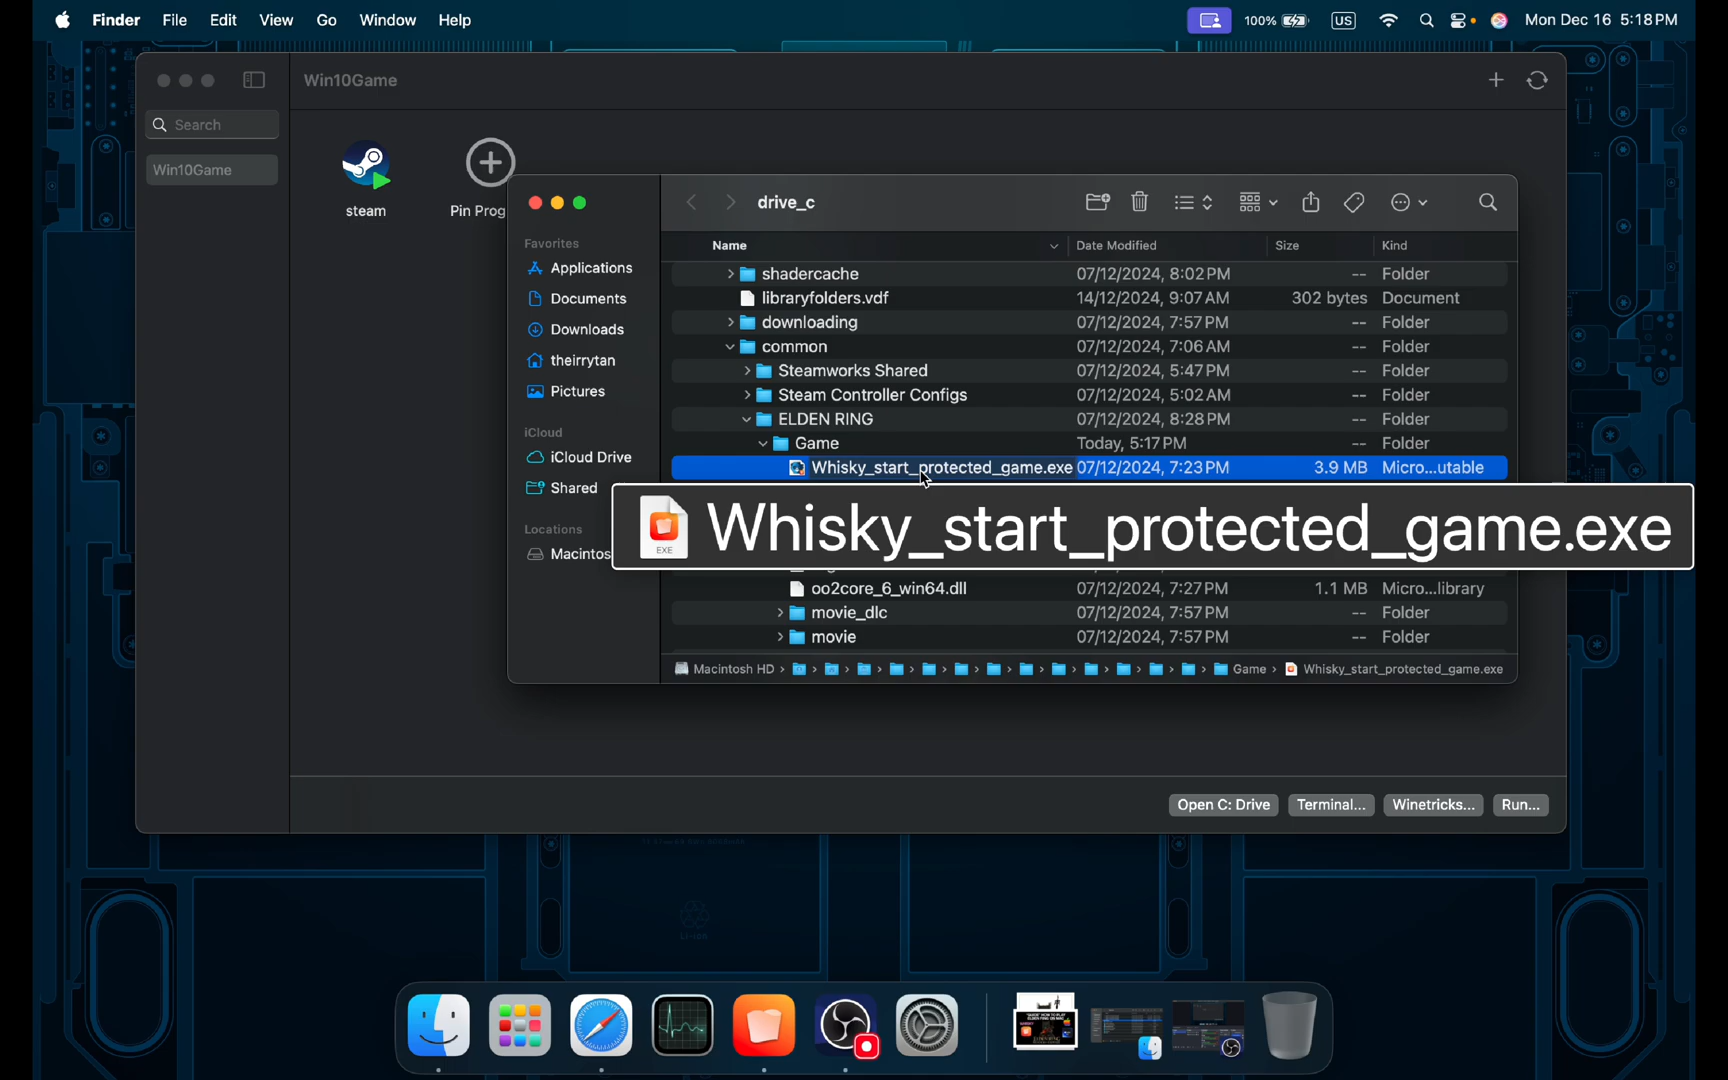 Finder File Edit View Go Window Help 100% US Mon Dec 16 5:18 PM
Win10Game
Search
Win10Game
steam
Pin Prog
drive_c
Favorites
Applications
Documents
Downloads
theirrytan
Pictures
iCloud
iCloud Drive
Shared
Locations
Macintos
Name Date Modified Size Kind
shadercache 07/12/2024, 8:02 PM -- Folder
libraryfolders.vdf 14/12/2024, 9:07 AM 302 bytes Document
downloading 07/12/2024, 7:57 PM -- Folder
common 07/12/2024, 7:06 AM -- Folder
Steamworks Shared 07/12/2024, 5:47 PM -- Folder
Steam Controller Configs 07/12/2024, 5:02 AM -- Folder
ELDEN RING 07/12/2024, 8:28 PM -- Folder
Game Today, 5:17 PM -- Folder
Whisky_start_protected_game.exe 07/12/2024, 7:23 PM 3.9 MB Micro...utable
EXE
Whisky_start_protected_game.exe
oo2core_6_win64.dll 07/12/2024, 7:27 PM 1.1 MB Micro...library
movie_dlc 07/12/2024, 7:57 PM -- Folder
movie 07/12/2024, 7:57 PM -- Folder
Macintosh HD › Game › Whisky_start_protected_game.exe
Open C: Drive Terminal... Winetricks... Run...